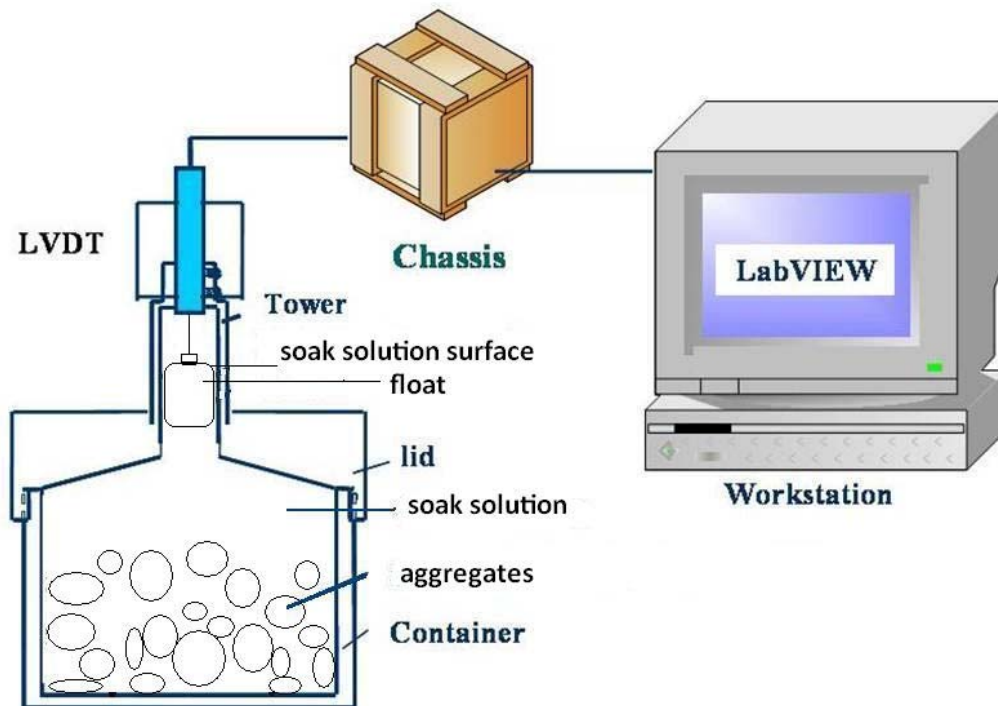 LVDT
Chassis
LabVIEW
Tower
soak solution surface
float
lid
soak solution
Workstation
aggregates
Container